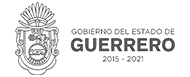 GOBIERNO DEL ESTADO DE
GUERRERO
2015 - 2021